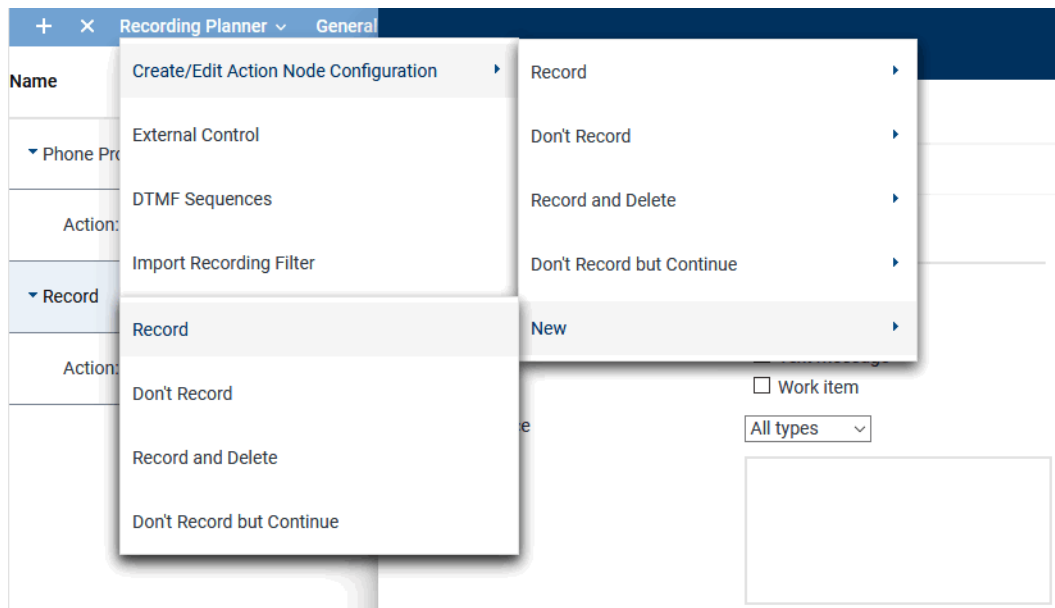 Recording Planner
General
Name
Create/Edit Action Node Configuration
External Control
DTMF Sequences
Import Recording Filter
Record
Don't Record
Record and Delete
Don't Record but Continue
New
Phone
Action:
Record
Action:
Record
Don't Record
Record and Delete
Don't Record but Continue
Work item
All types